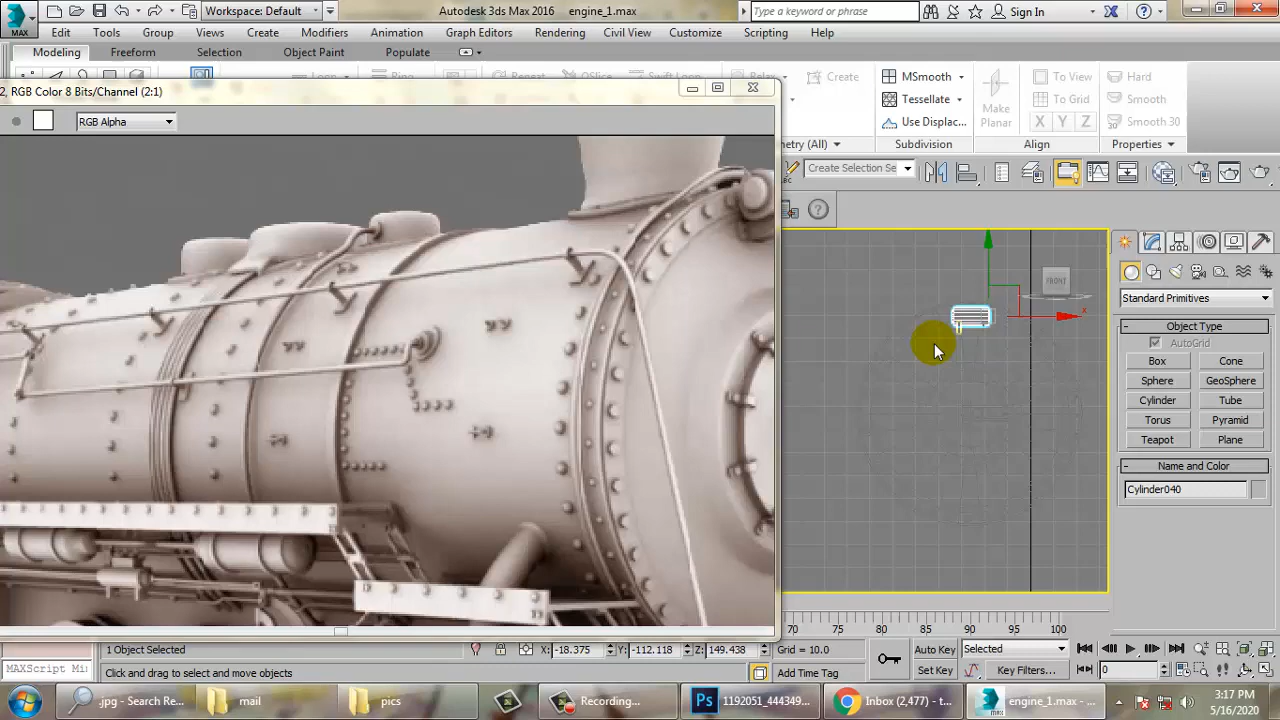 MAX
Workspace: Default
Autodesk 3ds Max 2016 engine_1.max
Type a keyword or phrase
Sign In
Edit Tools Group Views Create Modifiers Animation Graph Editors Rendering Civil View Customize Scripting Help
Modeling Freeform Selection Object Paint Populate
Create
MSmooth
Tessellate
Use Displac...
Make
Planar
To View
To Grid
X Y Z
Hard
Smooth
Smooth 30
Subdivision
Align
Properties
2, RGB Color 8 Bits/Channel (2:1)
RGB Alpha
metry (All)
Create Selection Se
FRONT
x
Standard Primitives
Object Type
AutoGrid
Box Cone
Sphere GeoSphere
Cylinder Tube
Torus Pyramid
Teapot Plane
Name and Color
Cylinder040
70 75 80 85 90 95 100
1 Object Selected
X: -18.375 Y: -112.118 Z: 149.438 Grid = 10.0
Auto Key Selected
MAXScript Mi
Click and drag to select and move objects
Add Time Tag
Set Key Key Filters...
0
.jpg - Search Re...
mail
pics
Recording...
1192051_444349...
Inbox (2,477) - t...
engine_1.max - ...
3:17 PM
5/16/2020